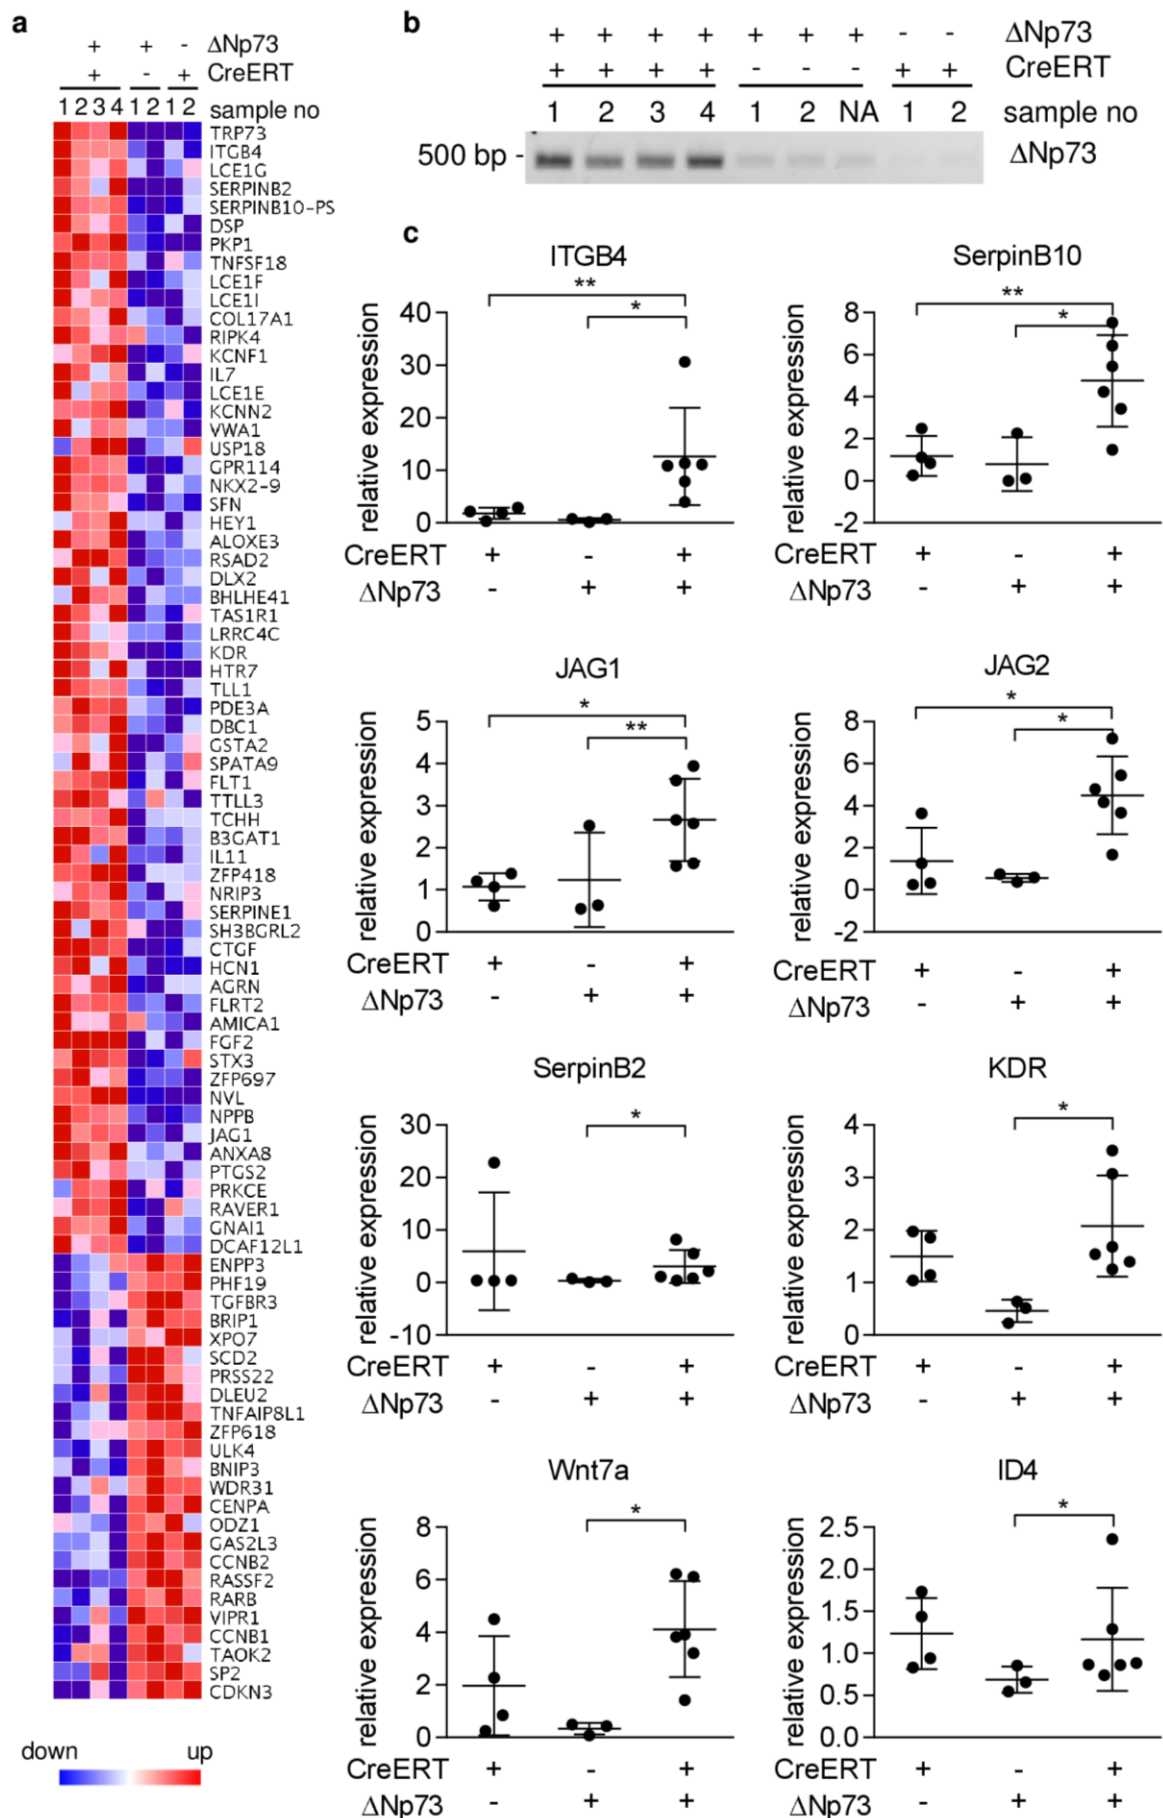 a
+ + - ΔNp73
+ - + CreERT
1 2 3 4 1 2 1 2 sample no
TRP73
ITGB4
LCE1G
SERPINB2
SERPINB10-PS
DSP
PKP1
TNFSF18
LCE1F
LCE1I
COL17A1
RIPK4
KCNF1
IL7
LCE1E
KCNN2
VWA1
USP18
GPR114
NKX2-9
SFN
HEY1
ALOXE3
RSAD2
DLX2
BHLHE41
TAS1R1
LRRC4C
KDR
HTR7
TLL1
PDE3A
DBC1
GSTA2
SPATA9
FLT1
TTLL3
TCHH
B3GAT1
IL11
ZFP418
NRIP3
SERPINE1
SH3BGRL2
CTGF
HCN1
AGRN
FLRT2
AMICA1
FGF2
STX3
ZFP697
NVL
NPPB
JAG1
ANXA8
PTGS2
PRKCE
RAVER1
GNAI1
DCAF12L1
ENPP3
PHF19
TGFBR3
BRIP1
XPO7
SCD2
PRSS22
DLEU2
TNFAIP8L1
ZFP618
ULK4
BNIP3
WDR31
CENPA
ODZ1
GAS2L3
CCNB2
RASSF2
RARB
VIPR1
CCNB1
TAOK2
SP2
CDKN3
down up
b
+ + + + + + + - - ΔNp73
+ + + + - - - + + CreERT
1 2 3 4 1 2 NA 1 2 sample no
500 bp - ΔNp73
c
ITGB4
relative expression
40
30
20
10
0
** 
*
CreERT + - +
ΔNp73 - + +
SerpinB10
relative expression
8
6
4
2
0
-2
**
*
CreERT + - +
ΔNp73 - + +
JAG1
relative expression
5
4
3
2
1
0
*
**
CreERT + - +
ΔNp73 - + +
JAG2
relative expression
8
6
4
2
0
-2
*
*
CreERT + - +
ΔNp73 - + +
SerpinB2
relative expression
30
20
10
0
-10
*
CreERT + - +
ΔNp73 - + +
KDR
relative expression
4
3
2
1
0
*
CreERT + - +
ΔNp73 - + +
Wnt7a
relative expression
8
6
4
2
0
*
CreERT + - +
ΔNp73 - + +
ID4
relative expression
2.5
2.0
1.5
1.0
0.5
0.0
*
CreERT + - +
ΔNp73 - + +